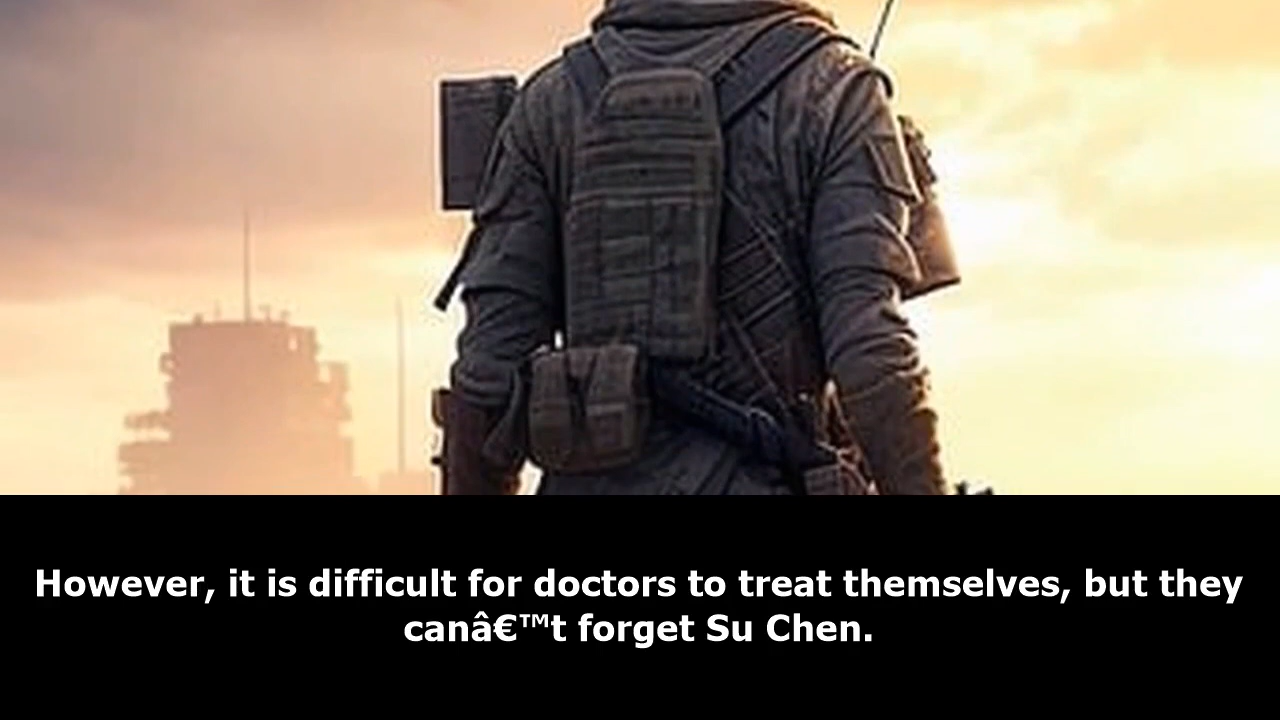 However, it is difficult for doctors to treat themselves, but they
canâ€™t forget Su Chen.